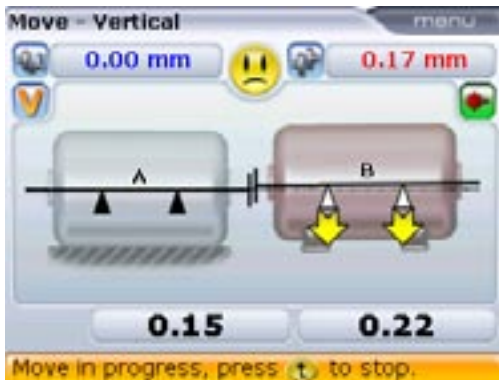 Move - Vertical
menu
0.00 mm
0.17 mm
V
A
B
0.15
0.22
Move in progress, press to stop.